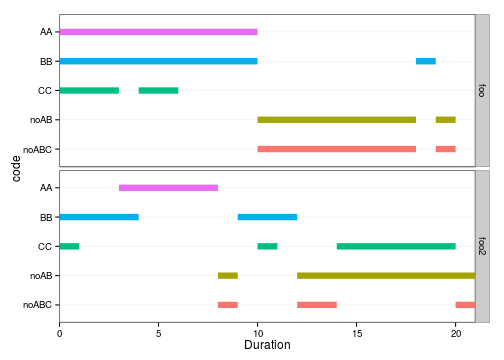 AA
BB
CC
noAB
noABC
foo
code
AA
BB
CC
noAB
noABC
foo2
0 5 10 15 20
Duration